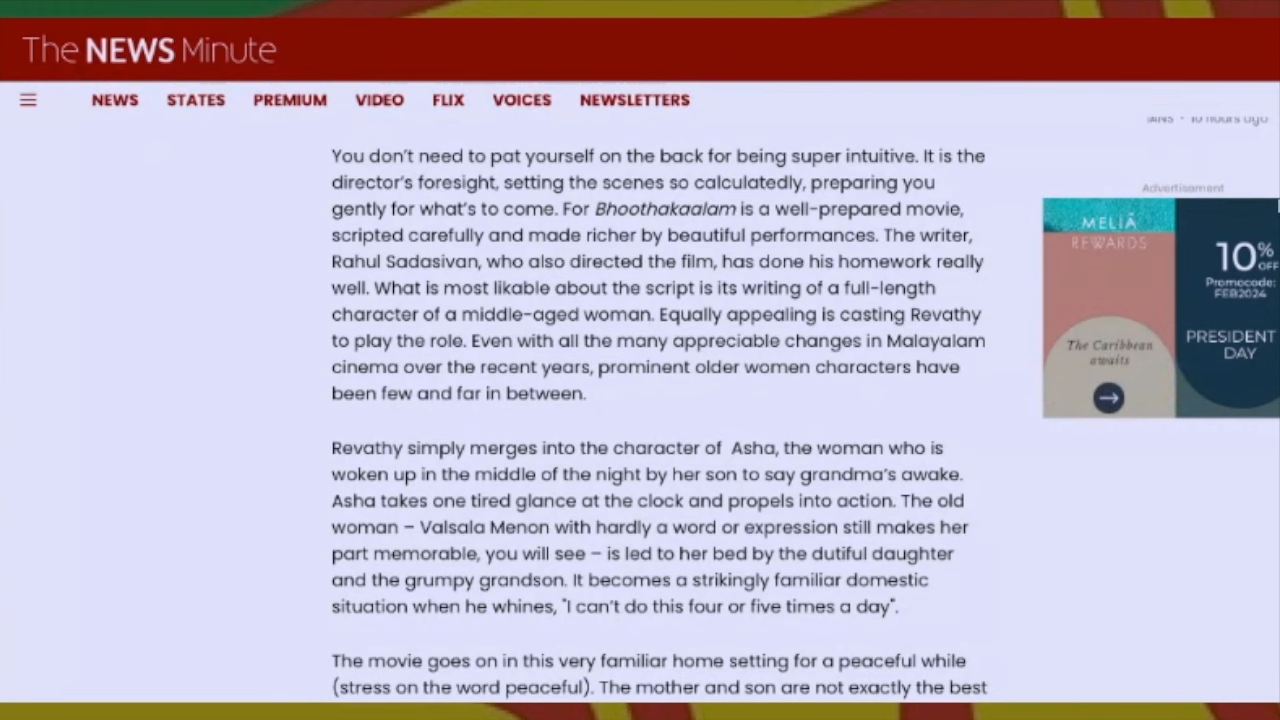 The NEWS Minute
NEWS STATES PREMIUM VIDEO FLIX VOICES NEWSLETTERS
IANS • 10 hours ago
You don't need to pat yourself on the back for being super intuitive. It is the
director's foresight, setting the scenes so calculatedly, preparing you
gently for what's to come. For Bhoothakaalam is a well-prepared movie,
scripted carefully and made richer by beautiful performances. The writer,
Rahul Sadasivan, who also directed the film, has done his homework really
well. What is most likable about the script is its writing of a full-length
character of a middle-aged woman. Equally appealing is casting Revathy
to play the role. Even with all the many appreciable changes in Malayalam
cinema over the recent years, prominent older women characters have
been few and far in between.
Revathy simply merges into the character of Asha, the woman who is
woken up in the middle of the night by her son to say grandma's awake.
Asha takes one tired glance at the clock and propels into action. The old
woman – Valsala Menon with hardly a word or expression still makes her
part memorable, you will see – is led to her bed by the dutiful daughter
and the grumpy grandson. It becomes a strikingly familiar domestic
situation when he whines, "I can't do this four or five times a day".
The movie goes on in this very familiar home setting for a peaceful while
(stress on the word peaceful). The mother and son are not exactly the best
Advertisement
MELIÁ
REWARDS
The Caribbean
awaits
10% OFF
Promocode:
FEB2024
PRESIDENT
DAY